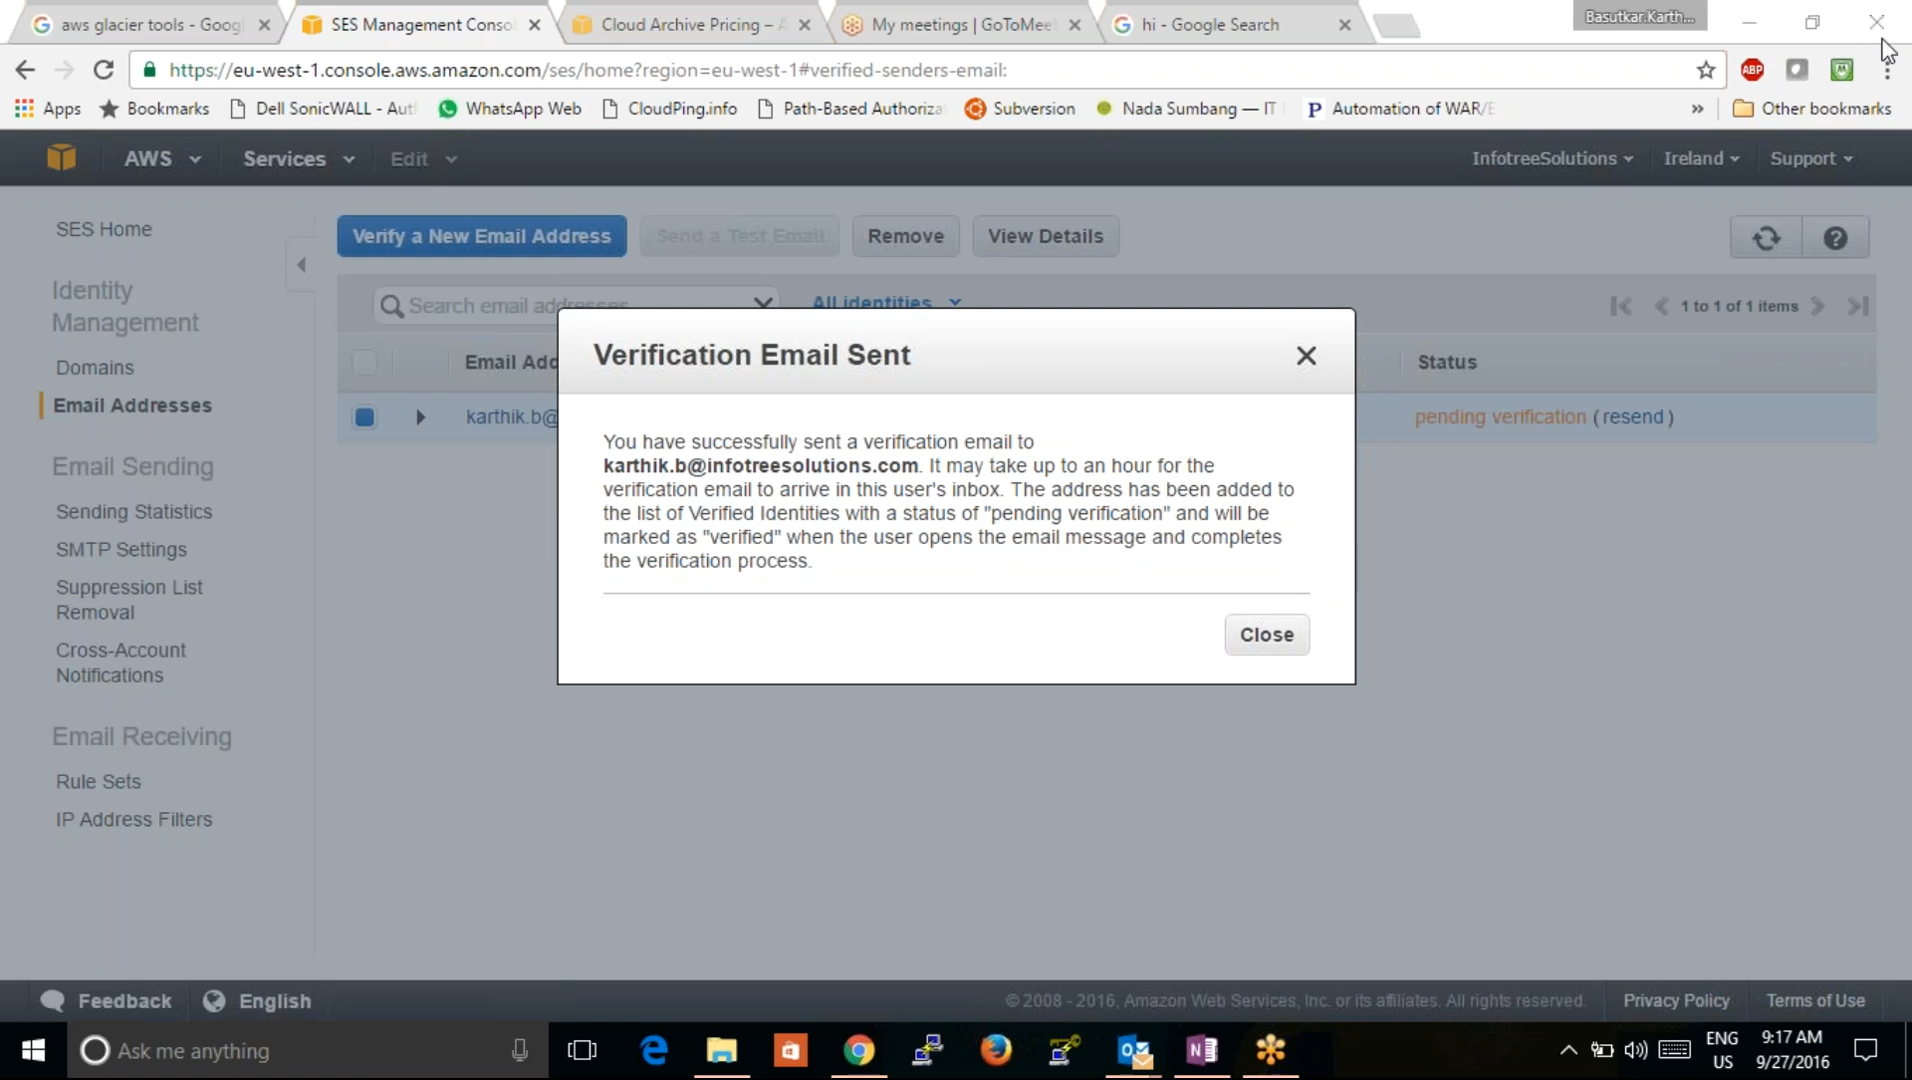 aws glacier tools - Goog
SES Management Conso
Cloud Archive Pricing – A
My meetings | GoToMeet
hi - Google Search
Basutkar.Karth...
https://eu-west-1.console.aws.amazon.com/ses/home?region=eu-west-1#verified-senders-email:
ABP
Apps
Bookmarks
Dell SonicWALL - Aut
WhatsApp Web
CloudPing.info
Path-Based Authoriza
Subversion
Nada Sumbang — IT
Automation of WAR/E
»
Other bookmarks
AWS
Services
Edit
InfotreeSolutions
Ireland
Support
SES Home
Identity
Management
Domains
Email Addresses
Email Sending
Sending Statistics
SMTP Settings
Suppression List
Removal
Cross-Account
Notifications
Email Receiving
Rule Sets
IP Address Filters
Verify a New Email Address
Send a Test Email
Remove
View Details
Search email addresses
All identities
1 to 1 of 1 items
Email Add
Status
karthik.b@
pending verification ( resend )
Verification Email Sent
You have successfully sent a verification email to
karthik.b@infotreesolutions.com. It may take up to an hour for the
verification email to arrive in this user's inbox. The address has been added to
the list of Verified Identities with a status of "pending verification" and will be
marked as "verified" when the user opens the email message and completes
the verification process.
Close
Feedback
English
© 2008 - 2016, Amazon Web Services, Inc. or its affiliates. All rights reserved.
Privacy Policy
Terms of Use
Ask me anything
ENG
US
9:17 AM
9/27/2016